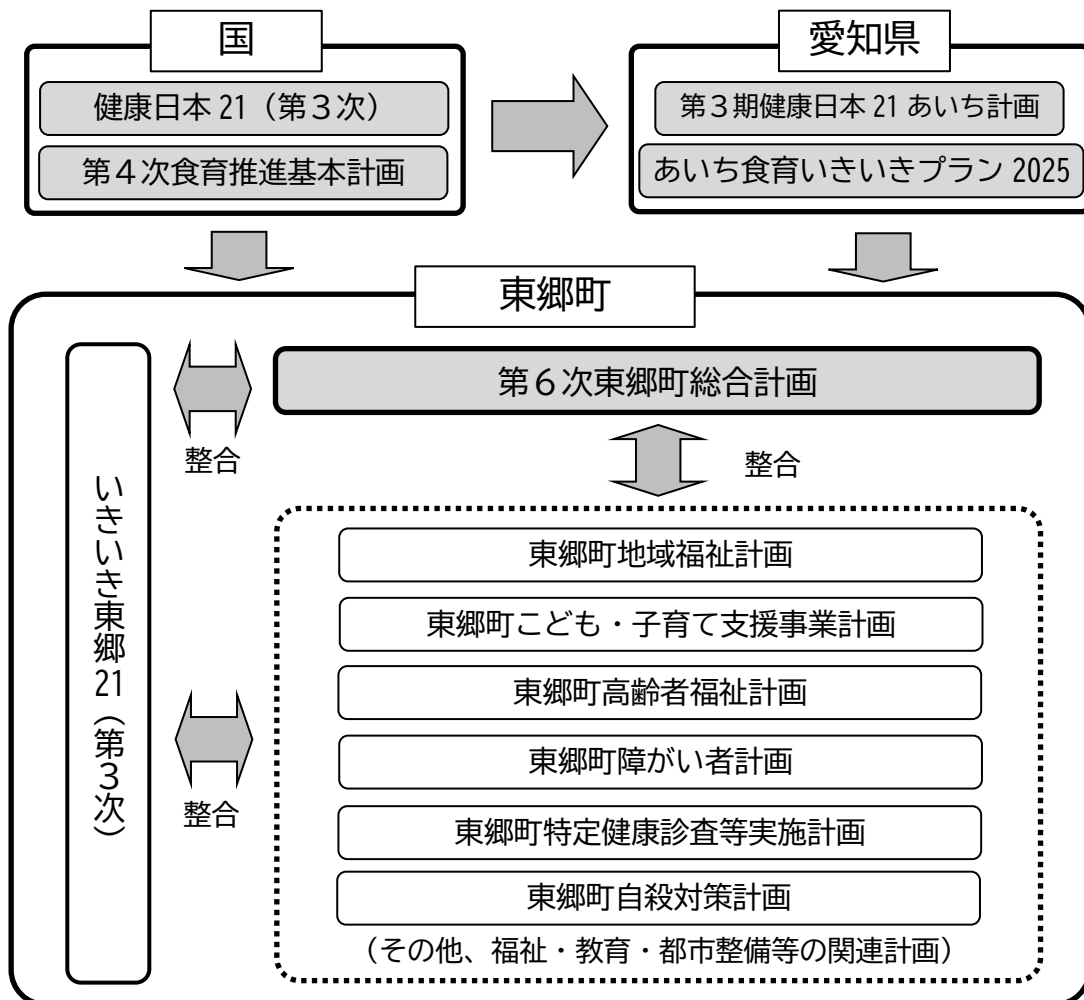 国
健康日本 21（第３次）
第４次食育推進基本計画
愛知県
第３期健康日本 21 あいち計画
あいち食育いきいきプラン 2025
東郷町
いきいき東郷21（第３次）
整合
第６次東郷町総合計画
整合
整合
東郷町地域福祉計画
東郷町こども・子育て支援事業計画
東郷町高齢者福祉計画
東郷町障がい者計画
東郷町特定健康診査等実施計画
東郷町自殺対策計画
（その他、福祉・教育・都市整備等の関連計画）